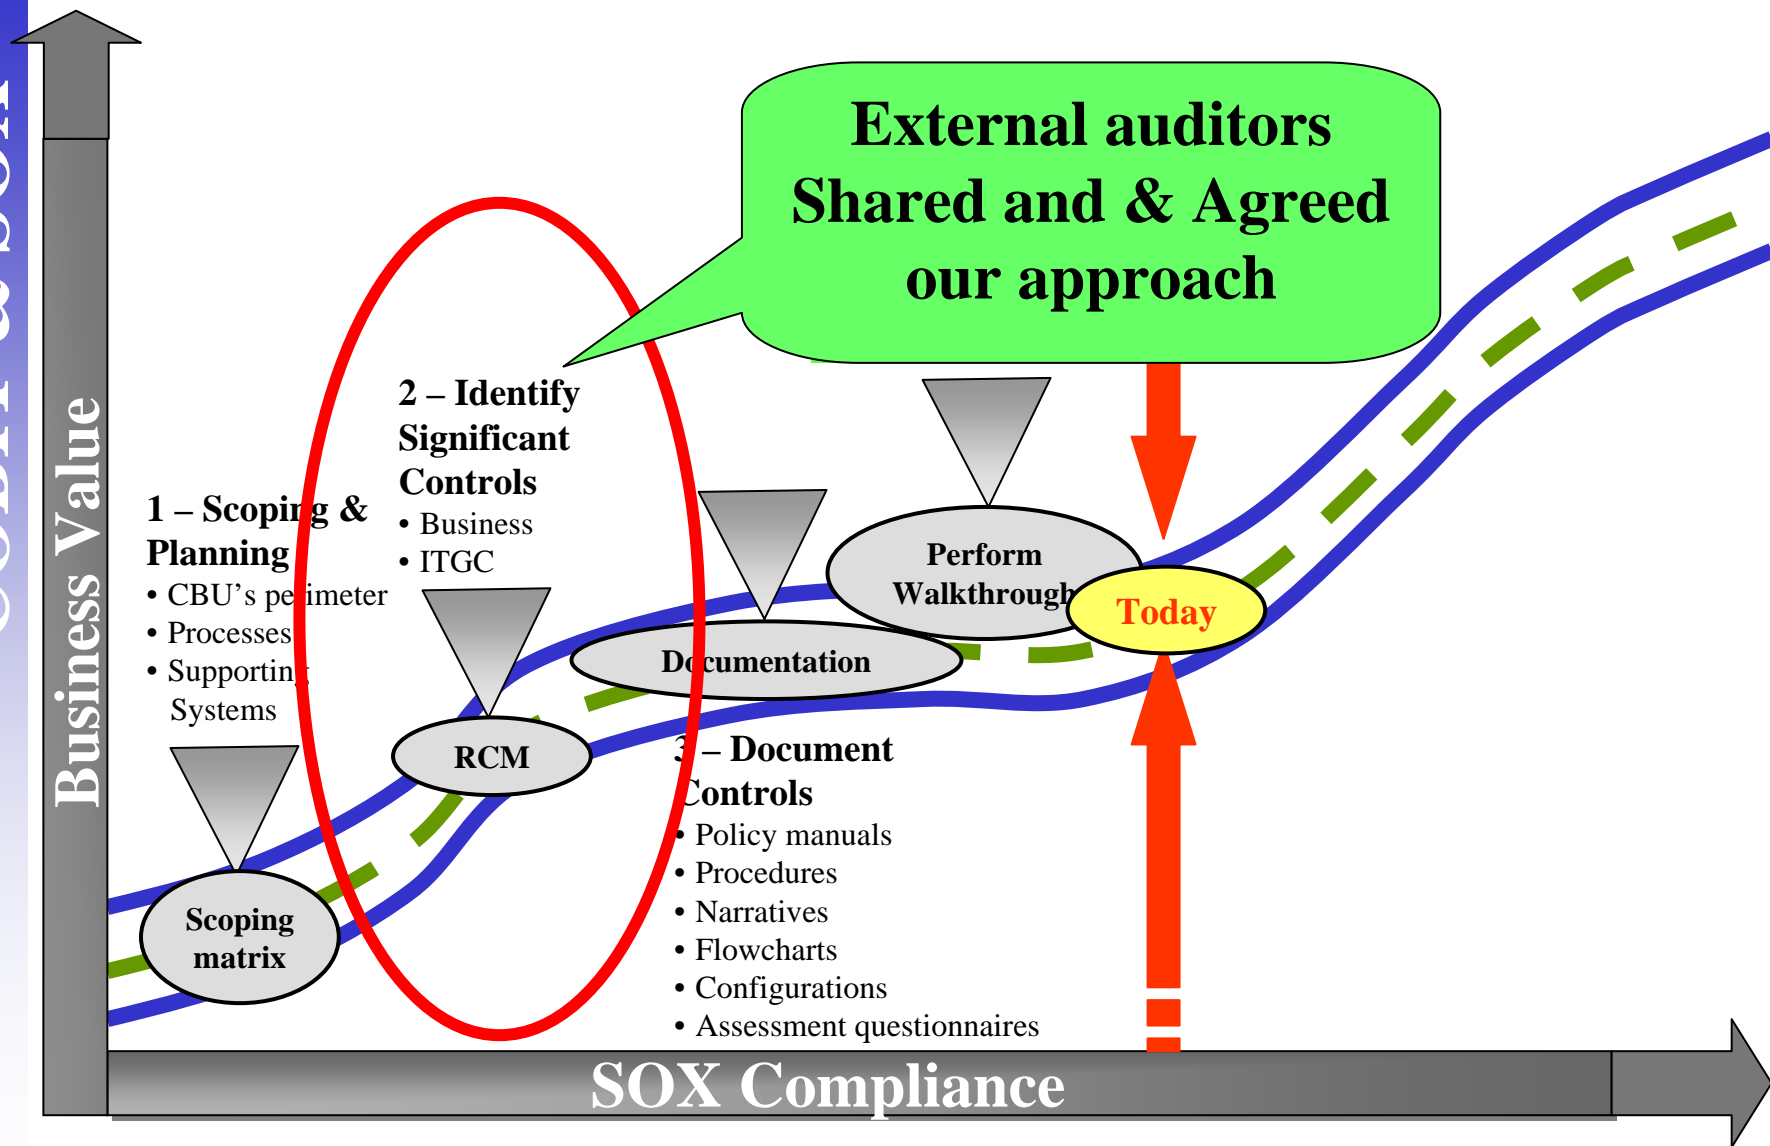 External auditors
Shared and & Agreed
our approach
2 – Identify
Significant
Controls
• Business
• ITGC
1 – Scoping &
Planning
• CBU's perimeter
• Processes
• Supporting
Systems
Perform
Walkthrough
Today
Documentation
RCM
3 – Document
Controls
• Policy manuals
• Procedures
• Narratives
• Flowcharts
• Configurations
• Assessment questionnaires
Scoping
matrix
Business Value
SOX Compliance